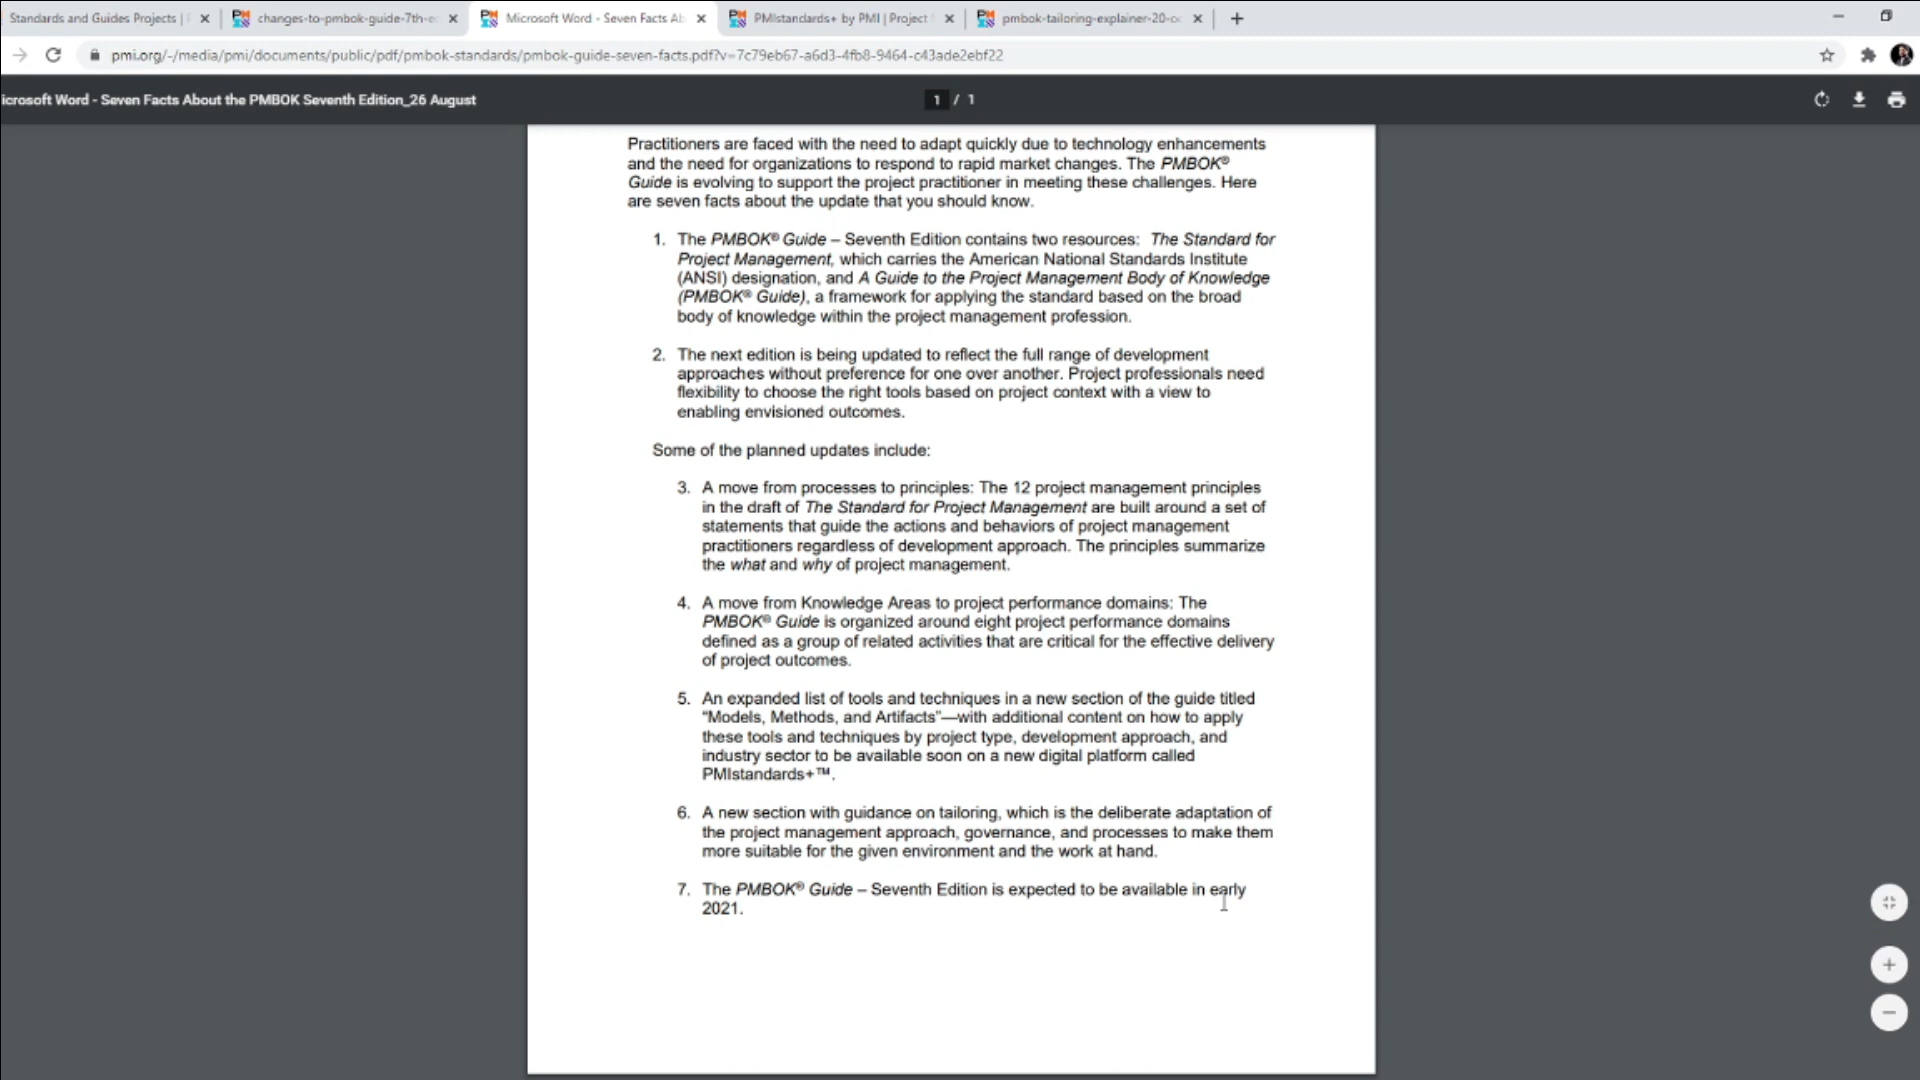 Standards and Guides Projects |
changes-to-pmbok-guide-7th-e
Microsoft Word - Seven Facts Ab
PMIstandards+ by PMI | Project
pmbok-tailoring-explainer-20-oc
pmi.org/-/media/pmi/documents/public/pdf/pmbok-standards/pmbok-guide-seven-facts.pdf?v=7c79eb67-a6d3-4fb8-9464-c43ade2ebf22
icrosoft Word - Seven Facts About the PMBOK Seventh Edition_26 August
1 / 1
Practitioners are faced with the need to adapt quickly due to technology enhancements
and the need for organizations to respond to rapid market changes. The PMBOK®
Guide is evolving to support the project practitioner in meeting these challenges. Here
are seven facts about the update that you should know.
1. The PMBOK® Guide – Seventh Edition contains two resources: The Standard for
Project Management, which carries the American National Standards Institute
(ANSI) designation, and A Guide to the Project Management Body of Knowledge
(PMBOK® Guide), a framework for applying the standard based on the broad
body of knowledge within the project management profession.
2. The next edition is being updated to reflect the full range of development
approaches without preference for one over another. Project professionals need
flexibility to choose the right tools based on project context with a view to
enabling envisioned outcomes.
Some of the planned updates include:
3. A move from processes to principles: The 12 project management principles
in the draft of The Standard for Project Management are built around a set of
statements that guide the actions and behaviors of project management
practitioners regardless of development approach. The principles summarize
the what and why of project management.
4. A move from Knowledge Areas to project performance domains: The
PMBOK® Guide is organized around eight project performance domains
defined as a group of related activities that are critical for the effective delivery
of project outcomes.
5. An expanded list of tools and techniques in a new section of the guide titled
“Models, Methods, and Artifacts”—with additional content on how to apply
these tools and techniques by project type, development approach, and
industry sector to be available soon on a new digital platform called
PMIstandards+™.
6. A new section with guidance on tailoring, which is the deliberate adaptation of
the project management approach, governance, and processes to make them
more suitable for the given environment and the work at hand.
7. The PMBOK® Guide – Seventh Edition is expected to be available in early
2021.